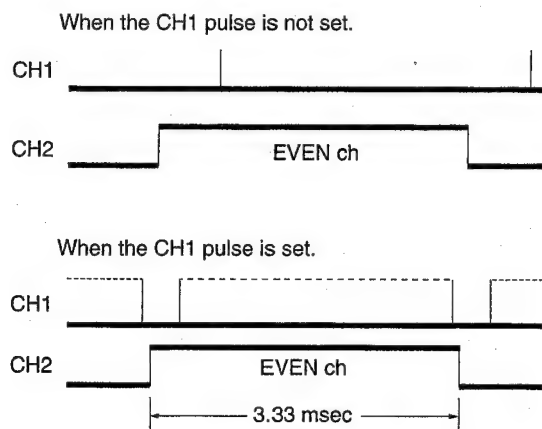 When the CH1 pulse is not set.
CH1
CH2
EVEN ch
When the CH1 pulse is set.
CH1
CH2
EVEN ch
3.33 msec